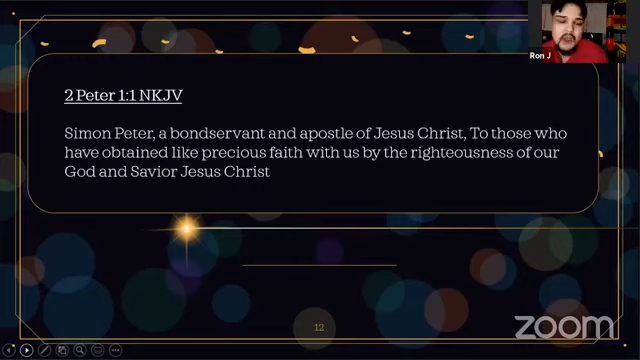 Ron J
2 Peter 1:1 NKJV
Simon Peter, a bondservant and apostle of Jesus Christ, To those who
have obtained like precious faith with us by the righteousness of our
God and Savior Jesus Christ
12
zoom